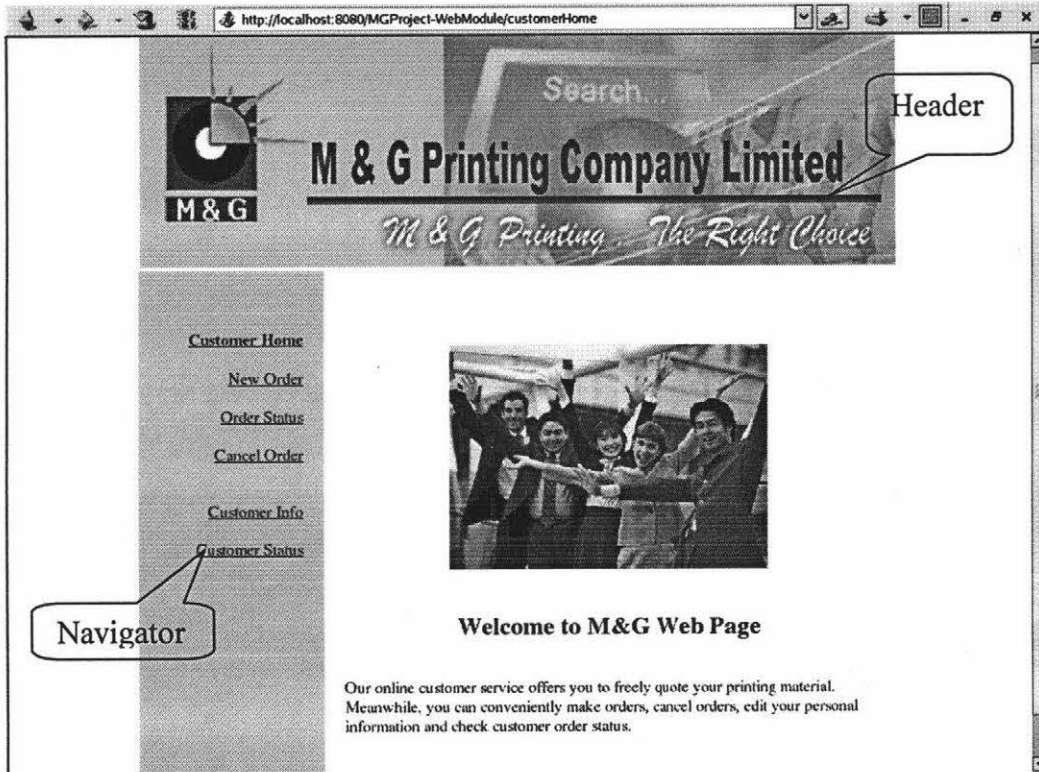 http://localhost:8080/MGProject-WebModule/customerHome
Search...
Header
M & G Printing Company Limited
M & G
M & G Printing . The Right Choice
Customer Home
New Order
Order Status
Cancel Order
Customer Info
Customer Status
Navigator
Welcome to M&G Web Page
Our online customer service offers you to freely quote your printing material.
Meanwhile, you can conveniently make orders, cancel orders, edit your personal
information and check customer order status.